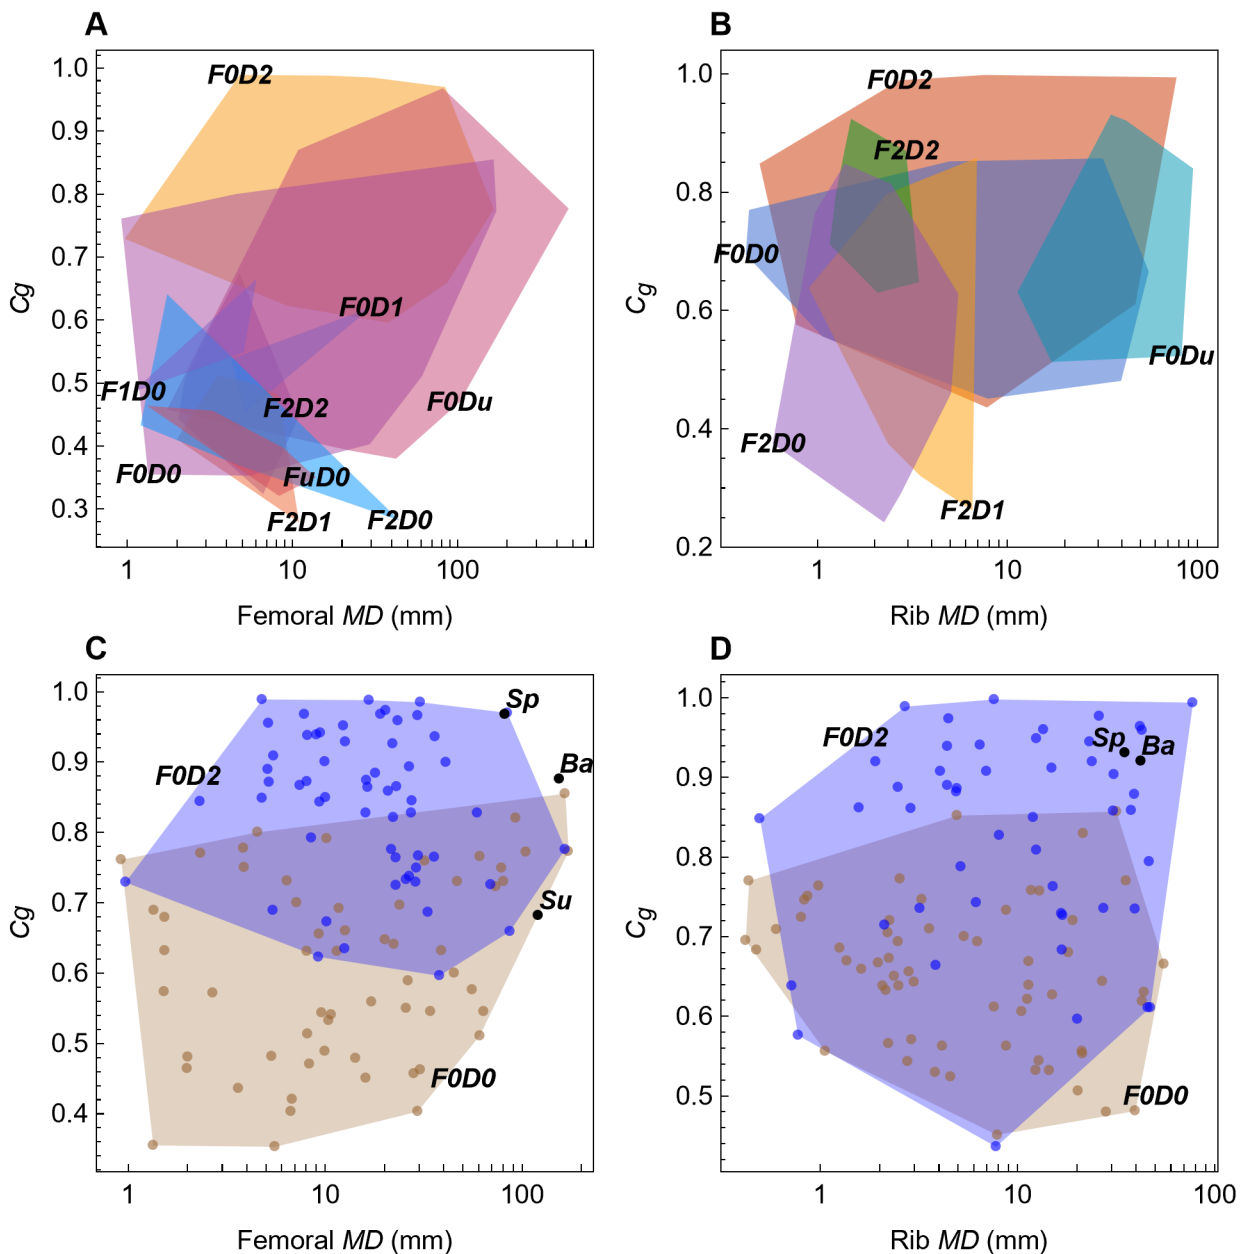 A
1.0
0.9
0.8
0.7
0.6
0.5
0.4
0.3
Cg
F0D2
F0D1
F1D0
F2D2
F0Du
F0D0
FuD0
F2D1
F2D0
1 10 100
Femoral MD (mm)
B
1.0
0.8
0.6
0.4
0.2
Cg
F0D2
F2D2
F0D0
F0Du
F2D0
F2D1
1 10 100
Rib MD (mm)
C
1.0
0.9
0.8
0.7
0.6
0.5
0.4
Cg
Sp
Ba
F0D2
Su
F0D0
1 10 100
Femoral MD (mm)
D
1.0
0.9
0.8
0.7
0.6
0.5
Cg
F0D2
Sp Ba
F0D0
1 10 100
Rib MD (mm)